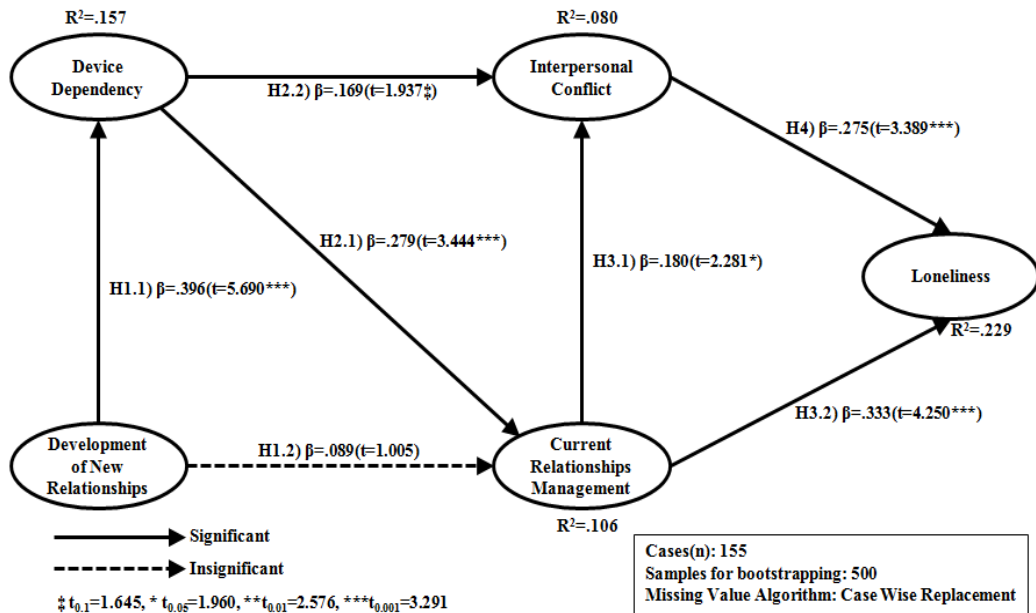 R²=.157
R²=.080
Device
Dependency
Interpersonal
Conflict
H2.2) β=.169(t=1.937‡)
H4) β=.275(t=3.389***)
H2.1) β=.279(t=3.444***)
H3.1) β=.180(t=2.281*)
H1.1) β=.396(t=5.690***)
Loneliness
R²=.229
H3.2) β=.333(t=4.250***)
Development
of New
Relationships
H1.2) β=.089(t=1.005)
Current
Relationships
Management
R²=.106
Significant
Insignificant
‡ t0.1=1.645, * t0.05=1.960, **t0.01=2.576, ***t0.001=3.291
Cases(n): 155
Samples for bootstrapping: 500
Missing Value Algorithm: Case Wise Replacement